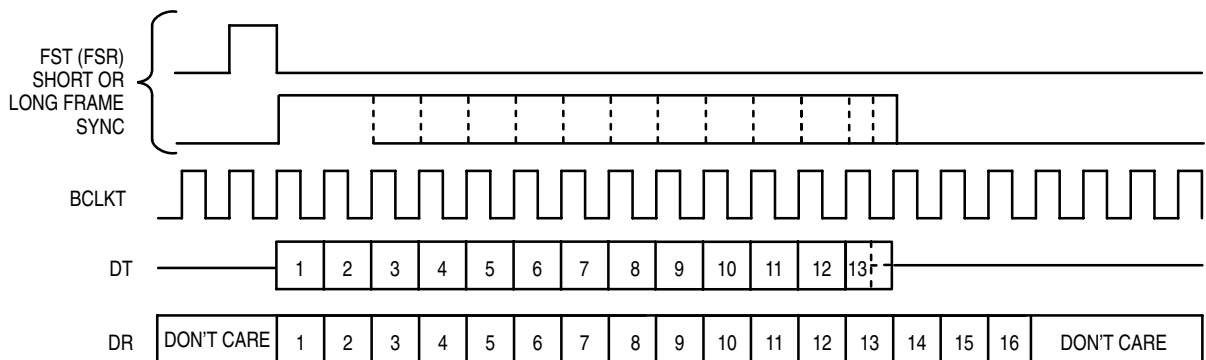 FST (FSR)
SHORT OR
LONG FRAME
SYNC
BCLKT
DT 1 2 3 4 5 6 7 8 9 10 11 12 13
DR DON'T CARE 1 2 3 4 5 6 7 8 9 10 11 12 13 14 15 16 DON'T CARE